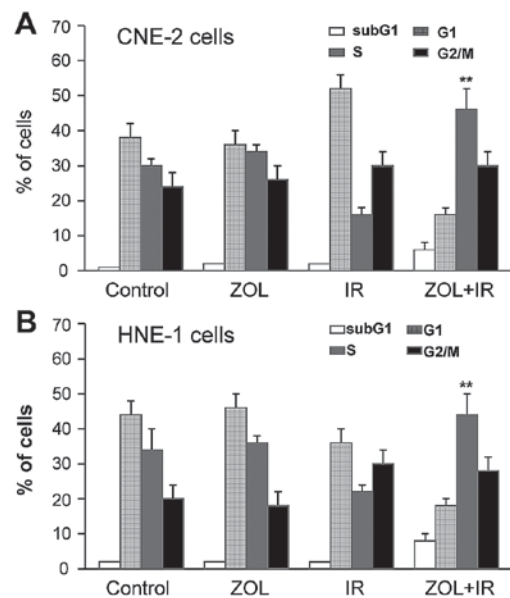 A
CNE-2 cells
subG1 G1
S G2/M
% of cells
70
60
50
40
30
20
10
0
**
Control ZOL IR ZOL+IR
B
HNE-1 cells
subG1 G1
S G2/M
% of cells
70
60
50
40
30
20
10
0
**
Control ZOL IR ZOL+IR